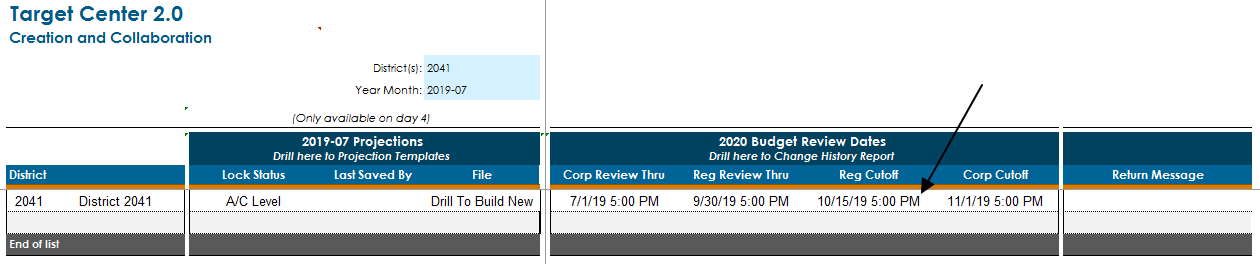 Target Center 2.0
Creation and Collaboration
District(s): 2041
Year Month: 2019-07
(Only available on day 4)
2019-07 Projections 2020 Budget Review Dates
Drill here to Projection Templates Drill here to Change History Report
District Lock Status Last Saved By File Corp Review Thru Reg Review Thru Reg Cutoff Corp Cutoff Return Message
2041 District 2041 A/C Level Drill To Build New 7/1/19 5:00 PM 9/30/19 5:00 PM 10/15/19 5:00 PM 11/1/19 5:00 PM
End of list